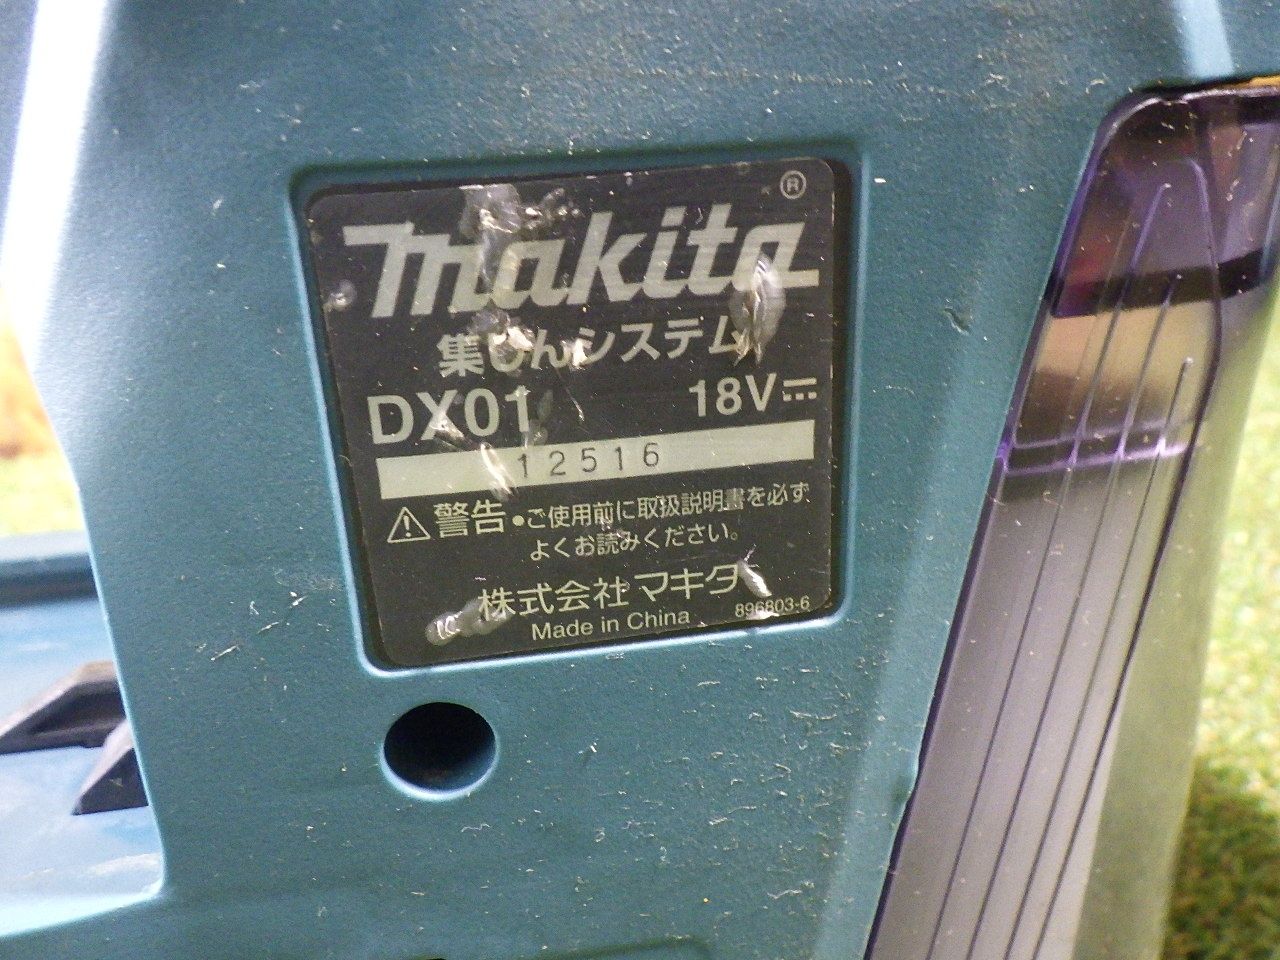 makita®
集じんシステム
DX01 18V⎓
12516
⚠警告 •ご使用前に取扱説明書を必ず
よくお読みください。
株式会社マキタ
Made in China 896803-6